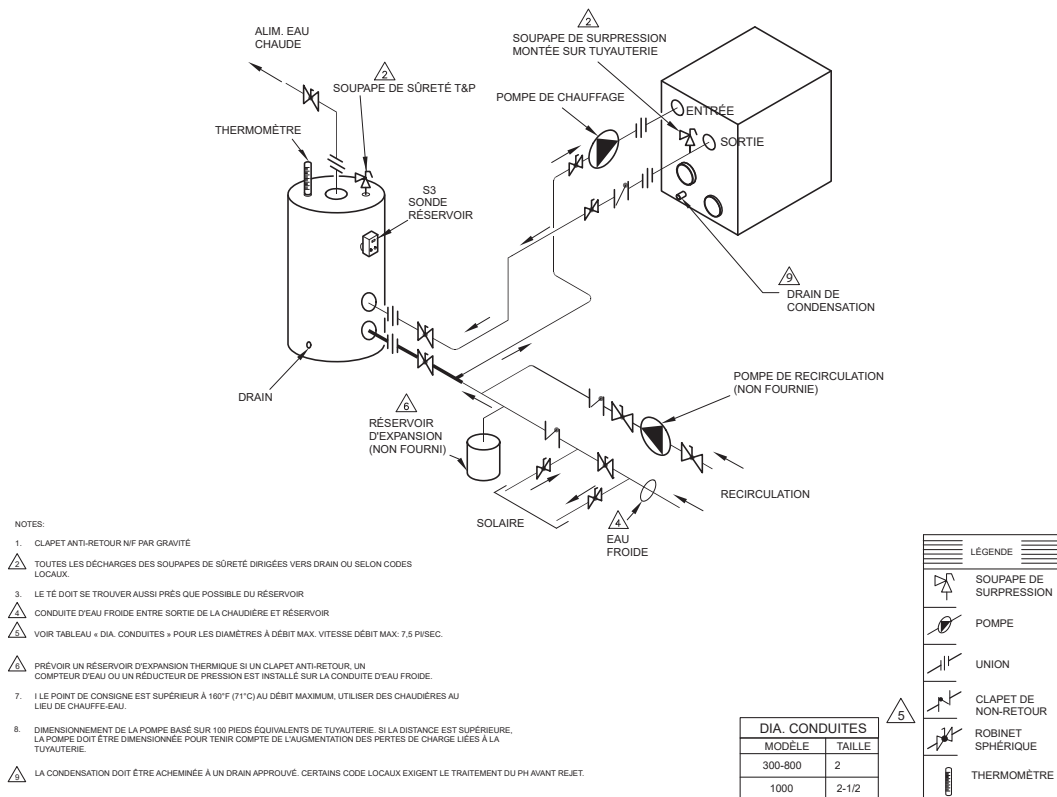 ALIM. EAU
CHAUDE
2
SOUPAPE DE SÛRETÉ T&P
THERMOMÈTRE
S3
SONDE
RÉSERVOIR
2
SOUPAPE DE SURPRESSION
MONTÉE SUR TUYAUTERIE
POMPE DE CHAUFFAGE
ENTRÉE
SORTIE
9
DRAIN DE
CONDENSATION
DRAIN
6
RÉSERVOIR
D'EXPANSION
(NON FOURNI)
POMPE DE RECIRCULATION
(NON FOURNIE)
RECIRCULATION
SOLAIRE
4
EAU
FROIDE
NOTES:
1. CLAPET ANTI-RETOUR N/F PAR GRAVITÉ
2 TOUTES LES DÉCHARGES DES SOUPAPES DE SÛRETÉ DIRIGÉES VERS DRAIN OU SELON CODES
LOCAUX.
3. LE TÉ DOIT SE TROUVER AUSSI PRÈS QUE POSSIBLE DU RÉSERVOIR
4 CONDUITE D'EAU FROIDE ENTRE SORTIE DE LA CHAUDIÈRE ET RÉSERVOIR
5 VOIR TABLEAU « DIA. CONDUITES » POUR LES DIAMÈTRES À DÉBIT MAX. VITESSE DÉBIT MAX: 7,5 PI/SEC.
6 PRÉVOIR UN RÉSERVOIR D'EXPANSION THERMIQUE SI UN CLAPET ANTI-RETOUR, UN
COMPTEUR D'EAU OU UN RÉDUCTEUR DE PRESSION EST INSTALLÉ SUR LA CONDUITE D'EAU FROIDE.
7. I LE POINT DE CONSIGNE EST SUPÉRIEUR À 160°F (71°C) AU DÉBIT MAXIMUM, UTILISER DES CHAUDIÈRES AU
LIEU DE CHAUFFE-EAU.
8. DIMENSIONNEMENT DE LA POMPE BASÉ SUR 100 PIEDS ÉQUIVALENTS DE TUYAUTERIE. SI LA DISTANCE EST SUPÉRIEURE,
LA POMPE DOIT ÊTRE DIMENSIONNÉE POUR TENIR COMPTE DE L'AUGMENTATION DES PERTES DE CHARGE LIÉES À LA
TUYAUTERIE.
9 LA CONDENSATION DOIT ÊTRE ACHEMINÉE À UN DRAIN APPROUVÉ. CERTAINS CODE LOCAUX EXIGENT LE TRAITEMENT DU PH AVANT REJET.
5
DIA. CONDUITES
MODÈLE TAILLE
300-800 2
1000 2-1/2
LÉGENDE
SOUPAPE DE
SURPRESSION
POMPE
UNION
CLAPET DE
NON-RETOUR
ROBINET
SPHÉRIQUE
THERMOMÈTRE